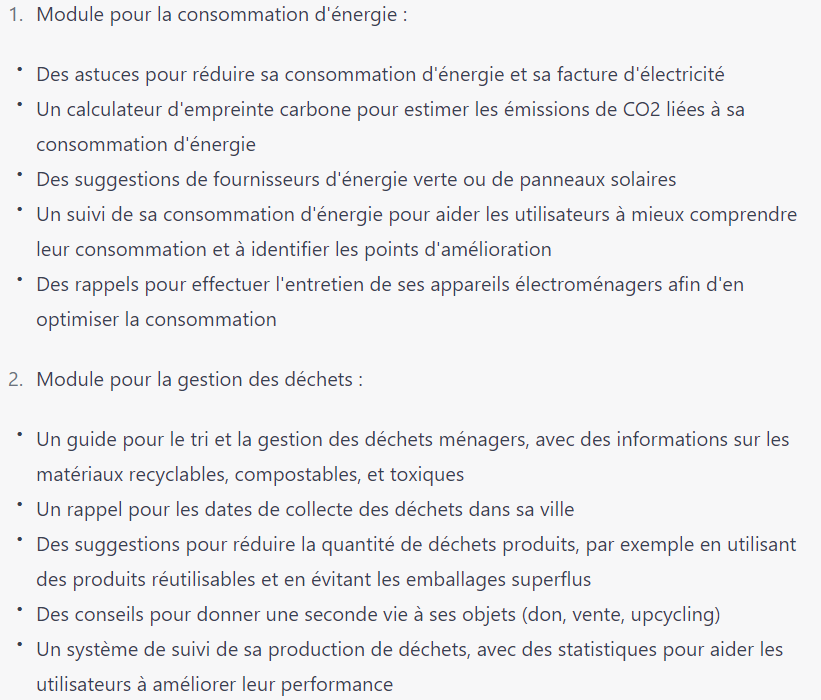 1. Module pour la consommation d'énergie :
• Des astuces pour réduire sa consommation d'énergie et sa facture d'électricité
• Un calculateur d'empreinte carbone pour estimer les émissions de CO2 liées à sa
consommation d'énergie
• Des suggestions de fournisseurs d'énergie verte ou de panneaux solaires
• Un suivi de sa consommation d'énergie pour aider les utilisateurs à mieux comprendre
leur consommation et à identifier les points d'amélioration
• Des rappels pour effectuer l'entretien de ses appareils électroménagers afin d'en
optimiser la consommation
2. Module pour la gestion des déchets :
• Un guide pour le tri et la gestion des déchets ménagers, avec des informations sur les
matériaux recyclables, compostables, et toxiques
• Un rappel pour les dates de collecte des déchets dans sa ville
• Des suggestions pour réduire la quantité de déchets produits, par exemple en utilisant
des produits réutilisables et en évitant les emballages superflus
• Des conseils pour donner une seconde vie à ses objets (don, vente, upcycling)
• Un système de suivi de sa production de déchets, avec des statistiques pour aider les
utilisateurs à améliorer leur performance